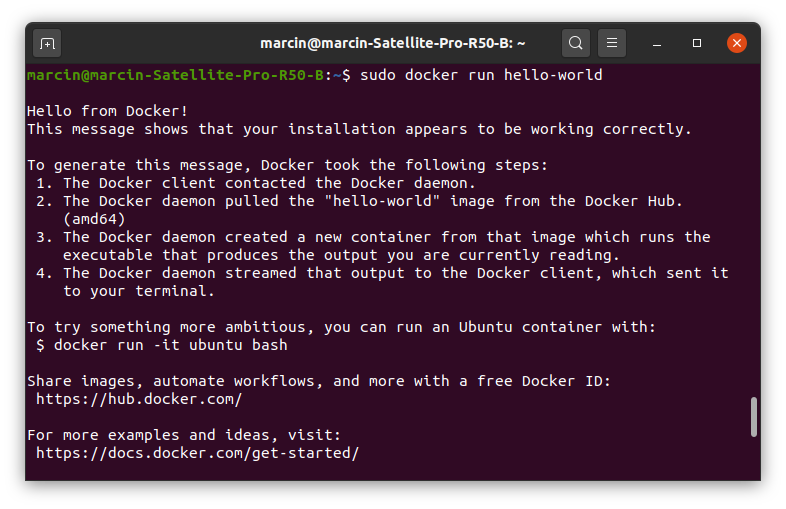 marcin@marcin-Satellite-Pro-R50-B: ~
marcin@marcin-Satellite-Pro-R50-B:~$ sudo docker run hello-world
Hello from Docker!
This message shows that your installation appears to be working correctly.
To generate this message, Docker took the following steps:
1. The Docker client contacted the Docker daemon.
2. The Docker daemon pulled the "hello-world" image from the Docker Hub.
(amd64)
3. The Docker daemon created a new container from that image which runs the
executable that produces the output you are currently reading.
4. The Docker daemon streamed that output to the Docker client, which sent it
to your terminal.
To try something more ambitious, you can run an Ubuntu container with:
$ docker run -it ubuntu bash
Share images, automate workflows, and more with a free Docker ID:
https://hub.docker.com/
For more examples and ideas, visit:
https://docs.docker.com/get-started/